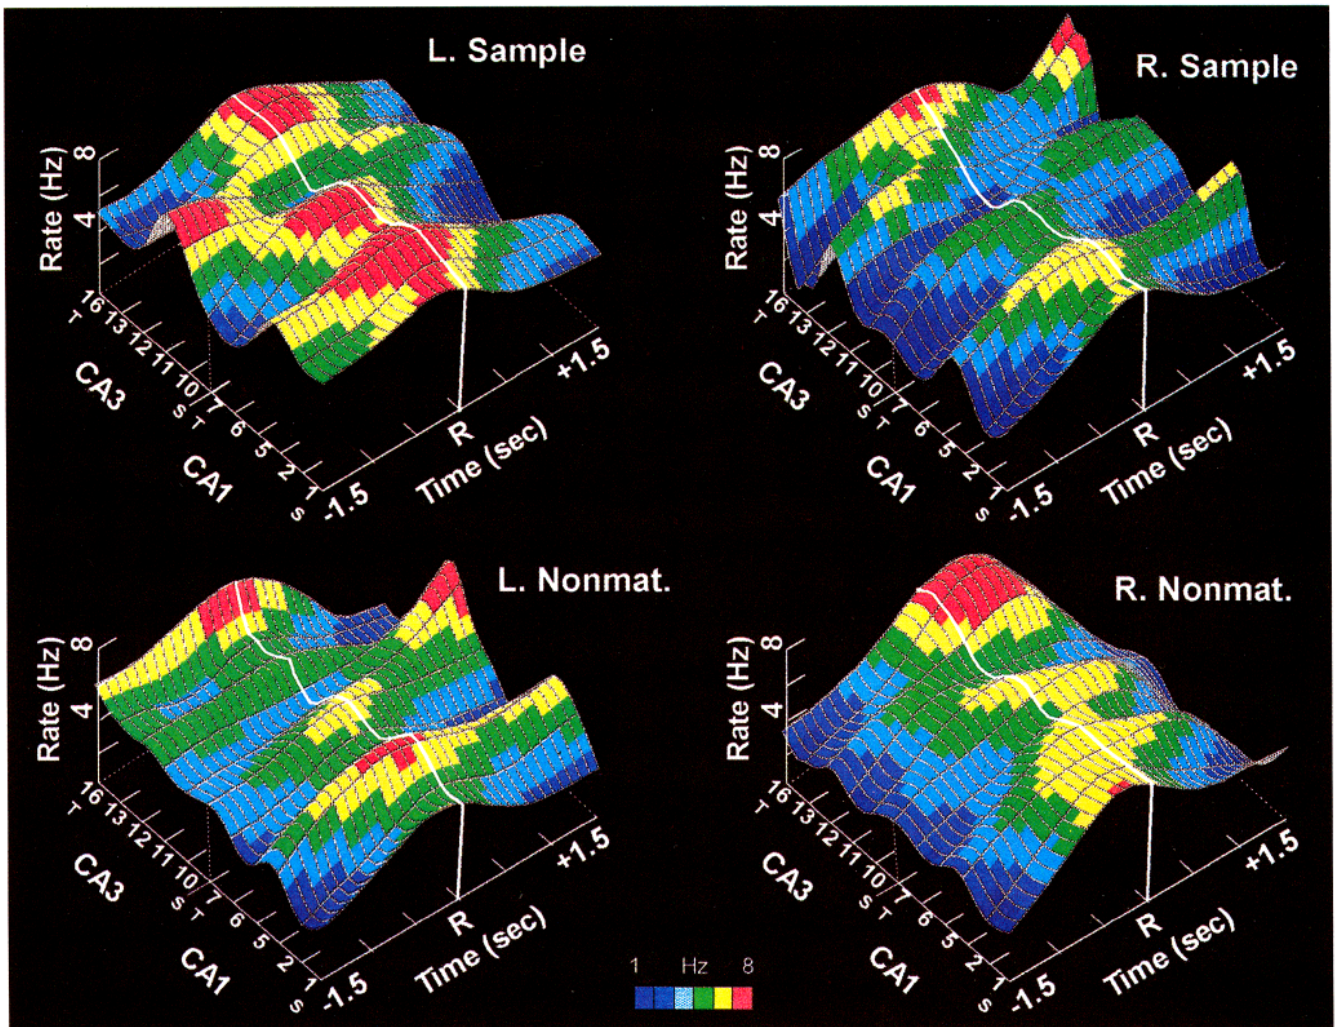 L. Sample
Rate (Hz)
8
4
16 13 12 11 10 7 6 5 2 1
T S T S
CA3
CA1
-1.5 R +1.5
Time (sec)
R. Sample
Rate (Hz)
8
4
16 13 12 11 10 7 6 5 2 1
T S T S
CA3
CA1
-1.5 R +1.5
Time (sec)
L. Nonmat.
Rate (Hz)
8
4
16 13 12 11 10 7 6 5 2 1
T S T S
CA3
CA1
-1.5 R +1.5
Time (sec)
R. Nonmat.
Rate (Hz)
8
4
16 13 12 11 10 7 6 5 2 1
T S T S
CA3
CA1
-1.5 R +1.5
Time (sec)
1 Hz 8